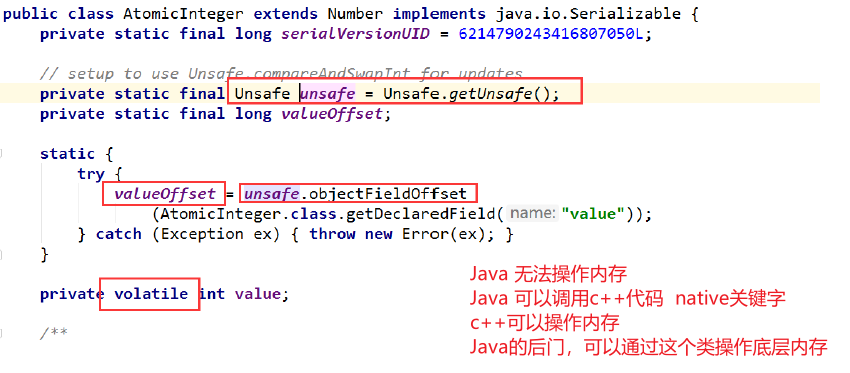 public class AtomicInteger extends Number implements java.io.Serializable {
    private static final long serialVersionUID = 6214790243416807050L;
    // setup to use Unsafe.compareAndSwapInt for updates
    private static final Unsafe unsafe = Unsafe.getUnsafe();
    private static final long valueOffset;
    static {
        try {
            valueOffset = unsafe.objectFieldOffset
                (AtomicInteger.class.getDeclaredField( name: "value"));
        } catch (Exception ex) { throw new Error(ex); }
    }
    private volatile int value;
    /**
Java 无法操作内存
Java 可以调用c++代码 native关键字
c++可以操作内存
Java的后门，可以通过这个类操作底层内存